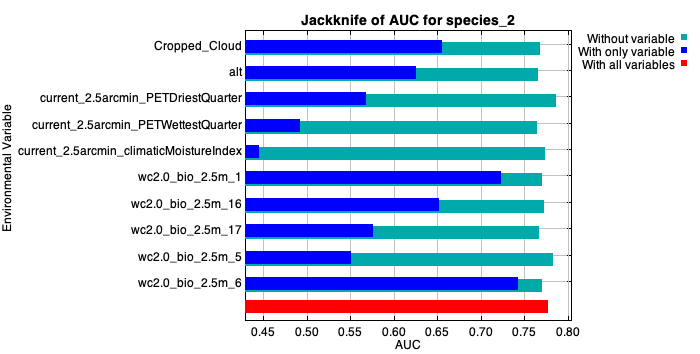 Jackknife of AUC for species_2
Without variable
With only variable
With all variables
Environmental Variable
Cropped_Cloud
alt
current_2.5arcmin_PETDriestQuarter
current_2.5arcmin_PETWettestQuarter
current_2.5arcmin_climaticMoistureIndex
wc2.0_bio_2.5m_1
wc2.0_bio_2.5m_16
wc2.0_bio_2.5m_17
wc2.0_bio_2.5m_5
wc2.0_bio_2.5m_6
0.45 0.50 0.55 0.60 0.65 0.70 0.75 0.80
AUC